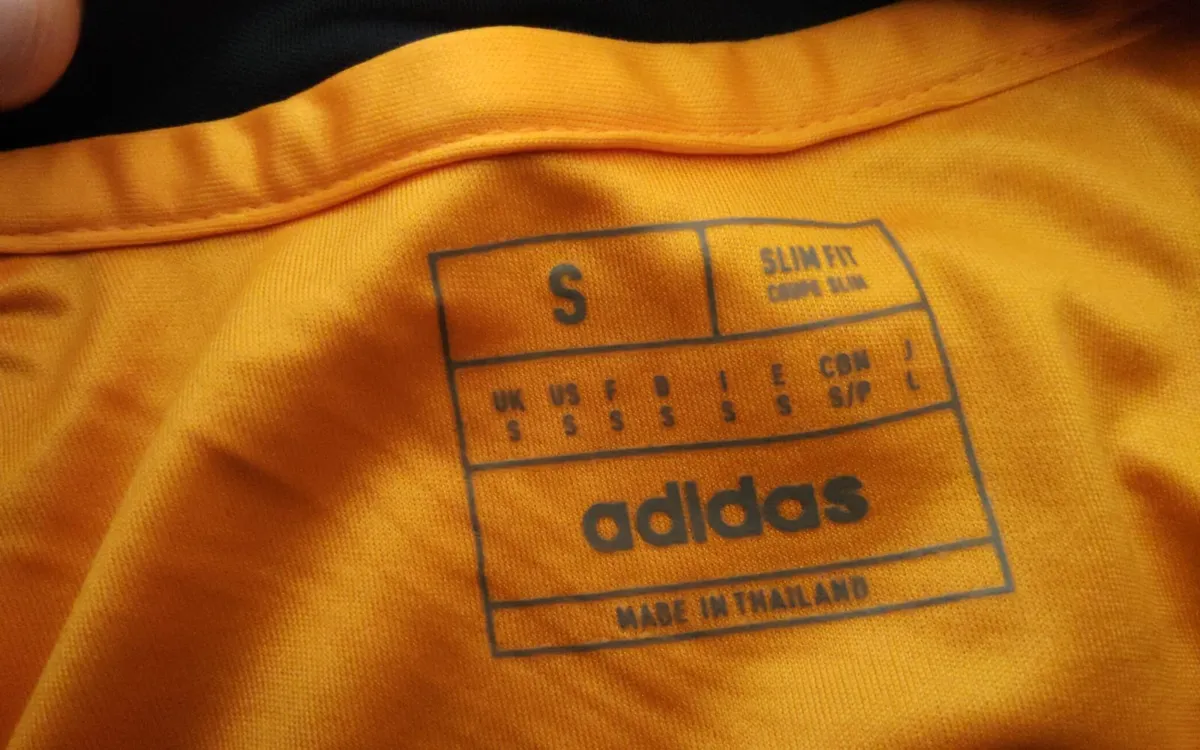 S
SLIM FIT
COUPE SLIM
UK US F D I E CDN J
S S S S S S S/P L
adidas
MADE IN THAILAND